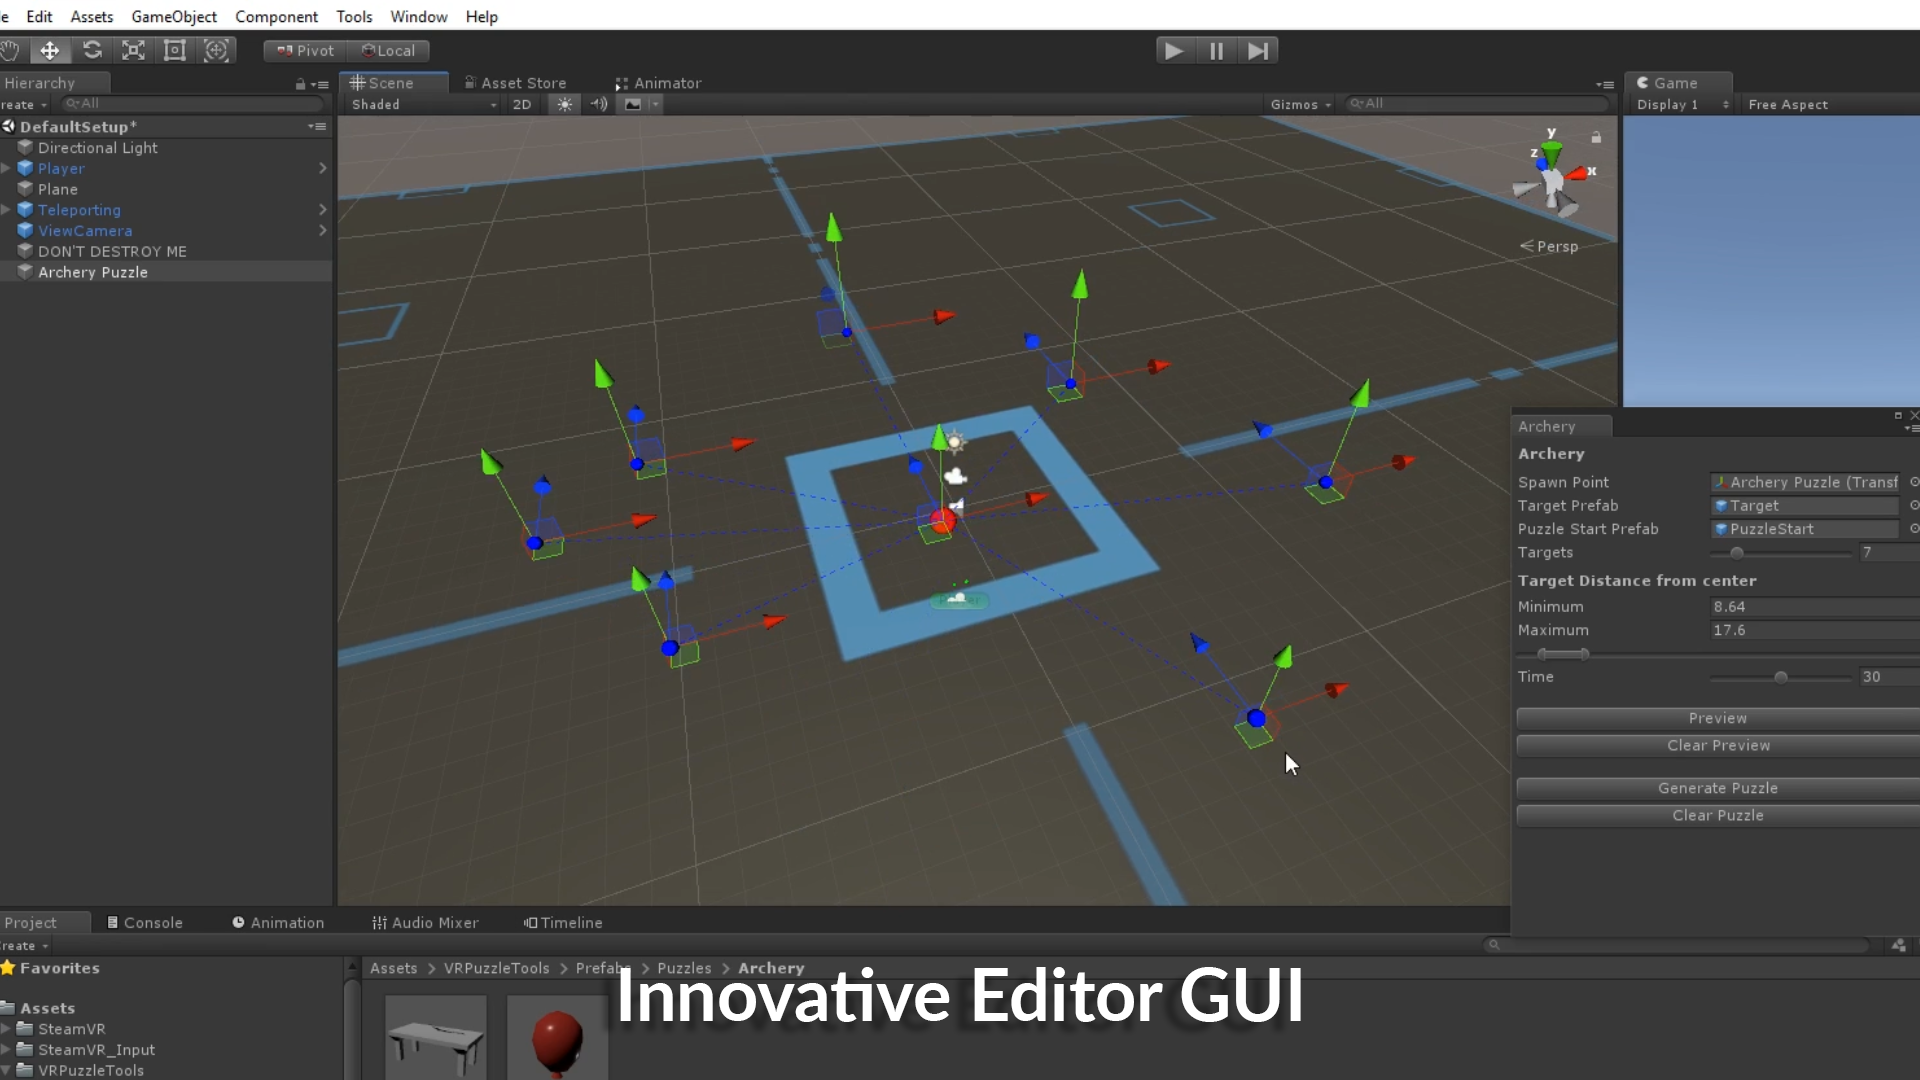 Edit Assets GameObject Component Tools Window Help
Pivot Local
Hierarchy
Scene Asset Store Animator
Game
reate All
Shaded 2D Gizmos All
Display 1 Free Aspect
DefaultSetup*
Directional Light
Player
Plane
Teleporting
ViewCamera
DON'T DESTROY ME
Archery Puzzle
y
z
x
Persp
Archery
Archery
Spawn Point Archery Puzzle (Transf
Target Prefab Target
Puzzle Start Prefab PuzzleStart
Targets 7
Target Distance from center
Minimum 8.64
Maximum 17.6
Time 30
Preview
Clear Preview
Generate Puzzle
Clear Puzzle
Project Console Animation Audio Mixer Timeline
reate
Favorites
Assets > VRPuzzleTools > Prefabs > Puzzles > Archery
Assets
SteamVR
SteamVR_Input
VRPuzzleTools
Innovative Editor GUI